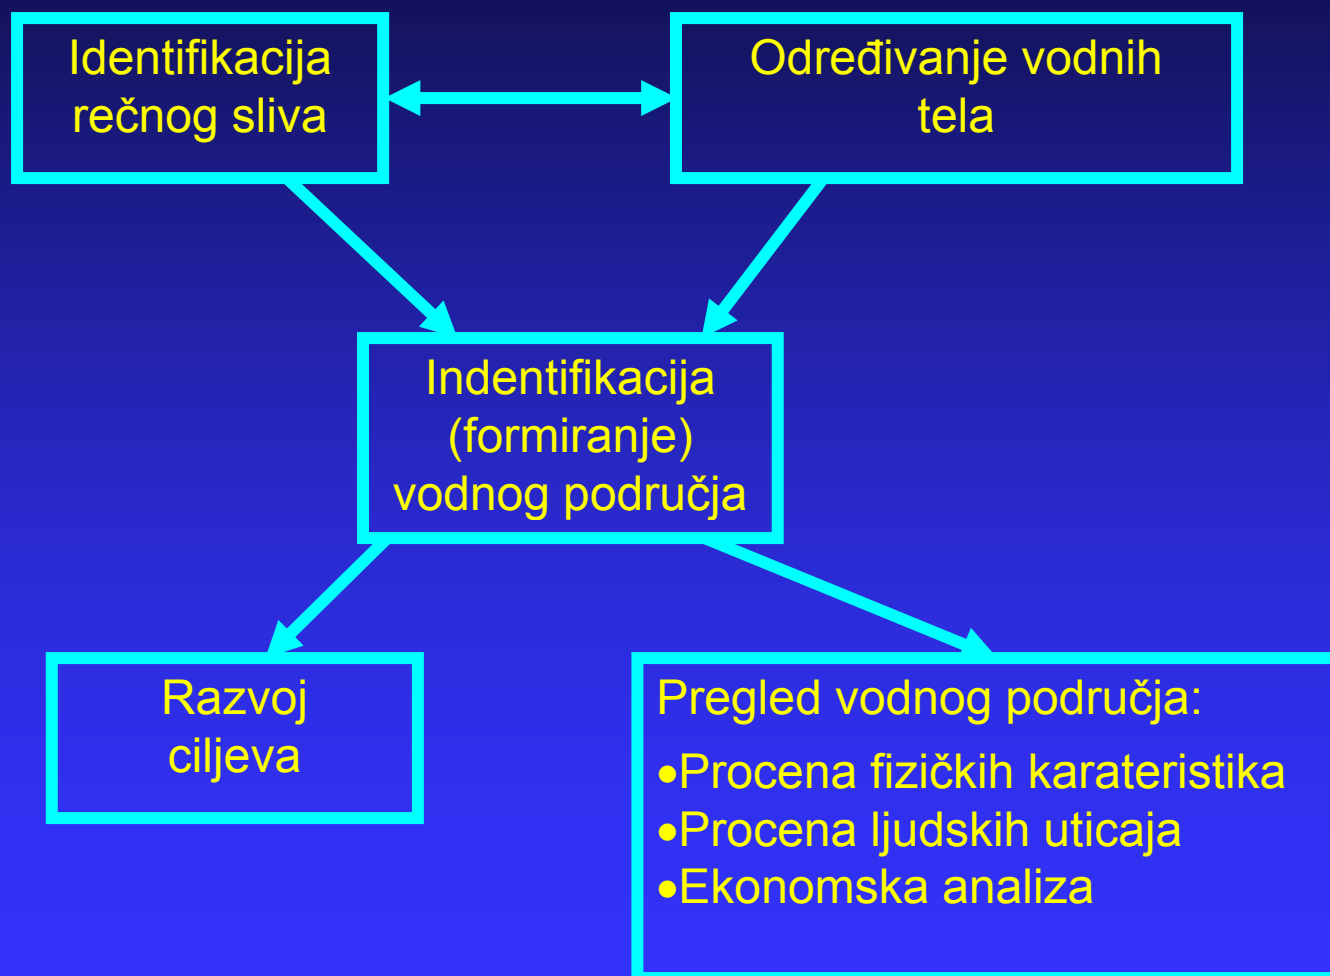 Identifikacija
rečnog sliva
Određivanje vodnih
tela
Indentifikacija
(formiranje)
vodnog područja
Razvoj
ciljeva
Pregled vodnog područja:
•Procena fizičkih karateristika
•Procena ljudskih uticaja
•Ekonomska analiza